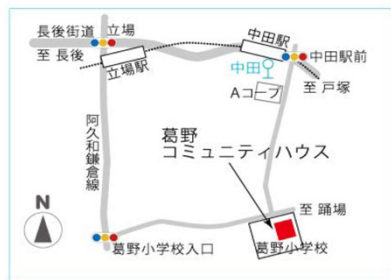 長後街道
立場
至 長後
立場駅
中田駅
中田
Aコープ
中田駅前
至 戸塚
阿久和鎌倉線
葛野
コミュニティハウス
至 踊場
N
葛野小学校入口
葛野小学校